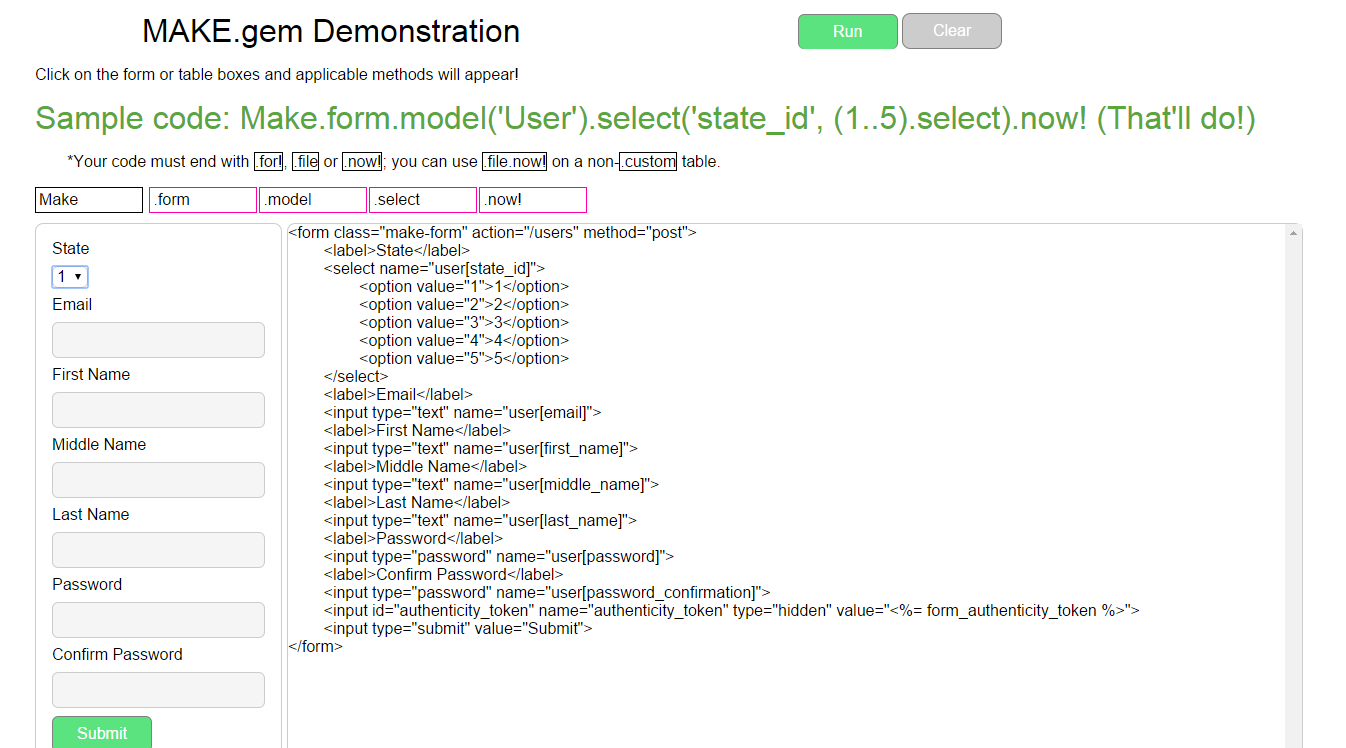 MAKE.gem Demonstration
Run
Clear
Click on the form or table boxes and applicable methods will appear!
Sample code: Make.form.model('User').select('state_id', (1..5).select).now! (That'll do!)
*Your code must end with .for!, .file or .now!; you can use .file.now! on a non-.custom table.
Make
.form
.model
.select
.now!
State
1
Email
First Name
Middle Name
Last Name
Password
Confirm Password
Submit
<form class="make-form" action="/users" method="post">
<label>State</label>
<select name="user[state_id]">
<option value="1">1</option>
<option value="2">2</option>
<option value="3">3</option>
<option value="4">4</option>
<option value="5">5</option>
</select>
<label>Email</label>
<input type="text" name="user[email]">
<label>First Name</label>
<input type="text" name="user[first_name]">
<label>Middle Name</label>
<input type="text" name="user[middle_name]">
<label>Last Name</label>
<input type="text" name="user[last_name]">
<label>Password</label>
<input type="password" name="user[password]">
<label>Confirm Password</label>
<input type="password" name="user[password_confirmation]">
<input id="authenticity_token" name="authenticity_token" type="hidden" value="<%= form_authenticity_token %>">
<input type="submit" value="Submit">
</form>